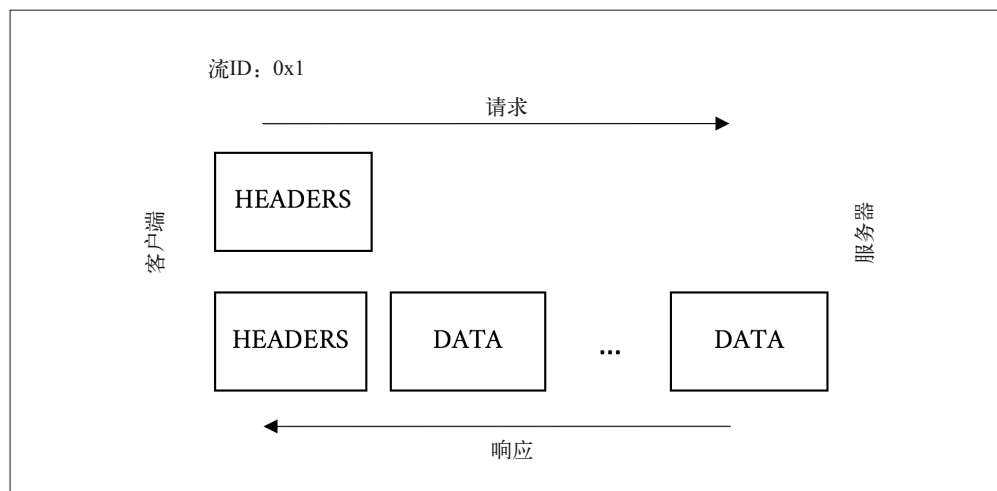 流ID：0x1
请求
HEADERS
客户端
服务器
HEADERS DATA ... DATA
响应